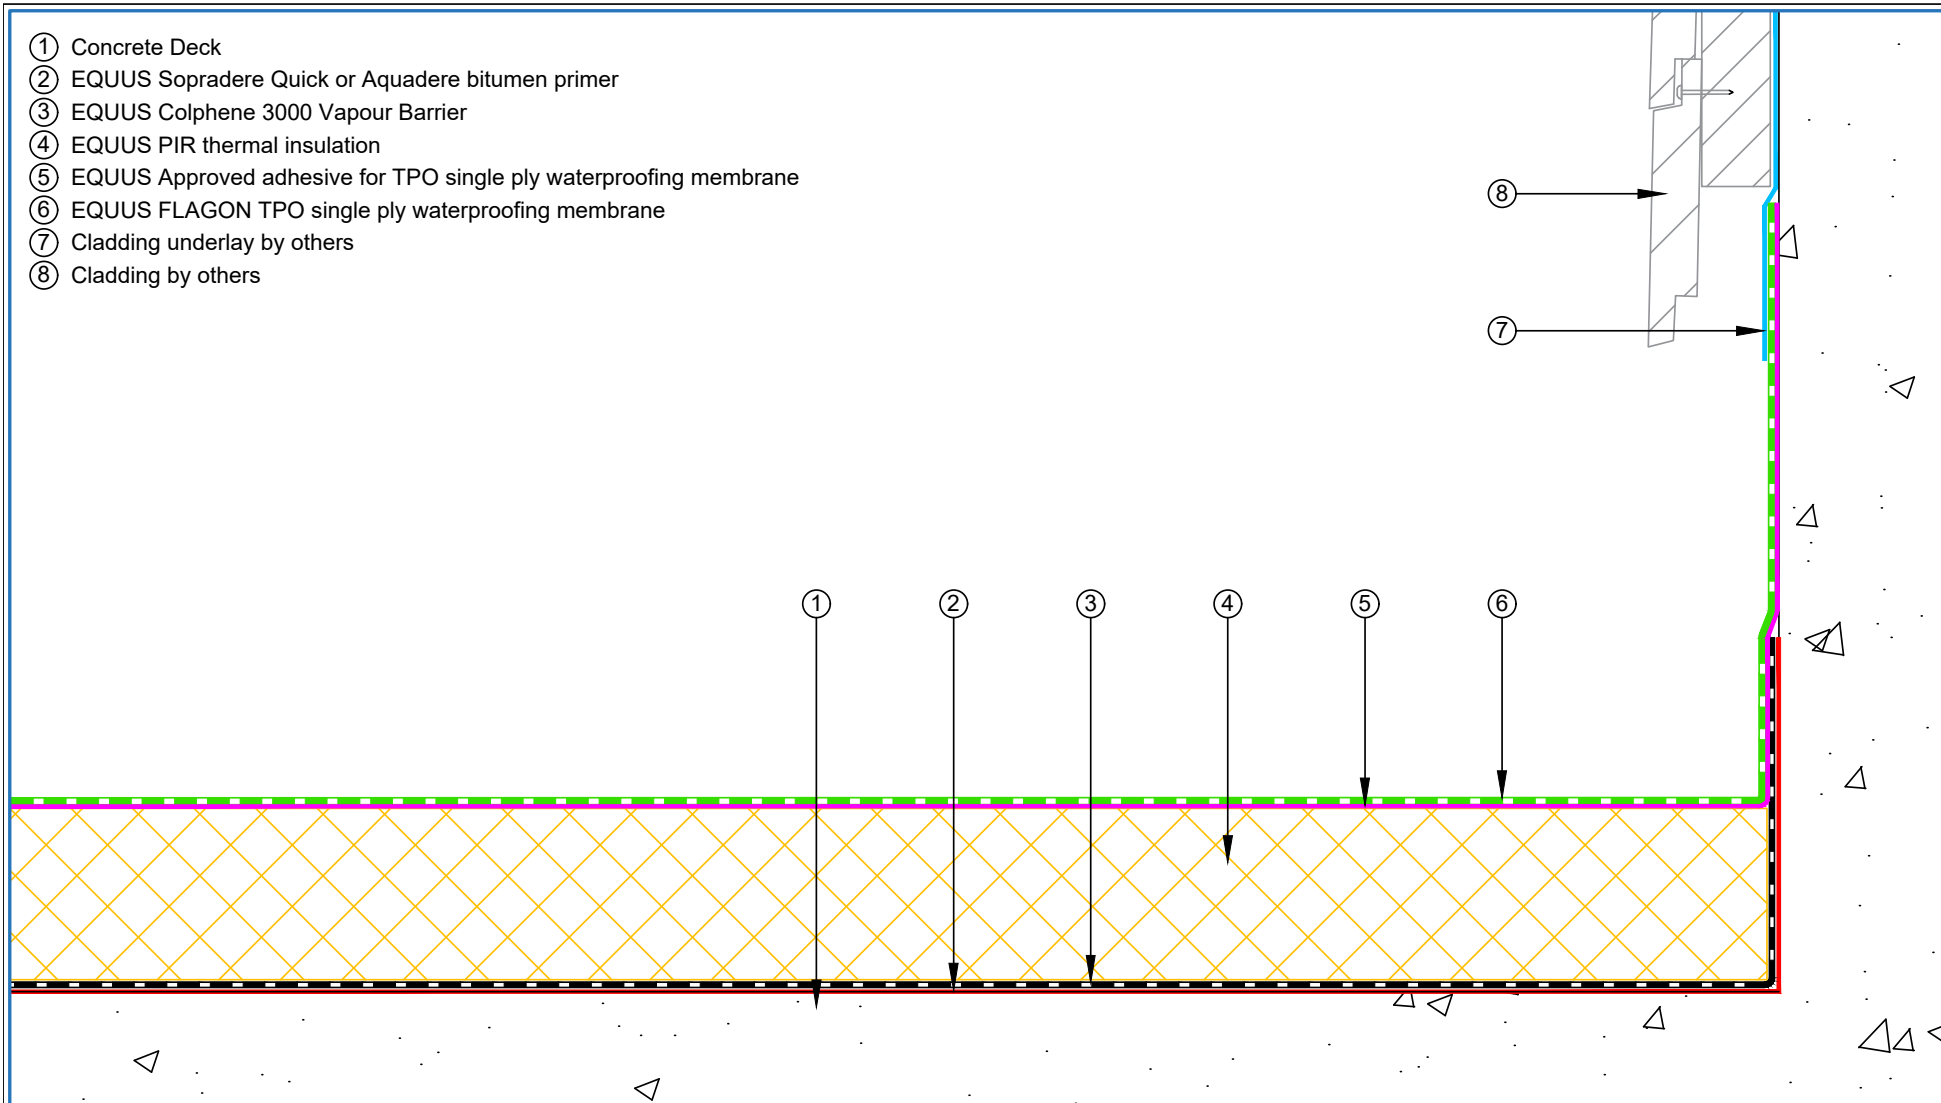 1 Concrete Deck
2 EQUUS Sopradere Quick or Aquadere bitumen primer
3 EQUUS Colphene 3000 Vapour Barrier
4 EQUUS PIR thermal insulation
5 EQUUS Approved adhesive for TPO single ply waterproofing membrane
6 EQUUS FLAGON TPO single ply waterproofing membrane
7 Cladding underlay by others
8 Cladding by others
8
7
1 2 3 4 5 6